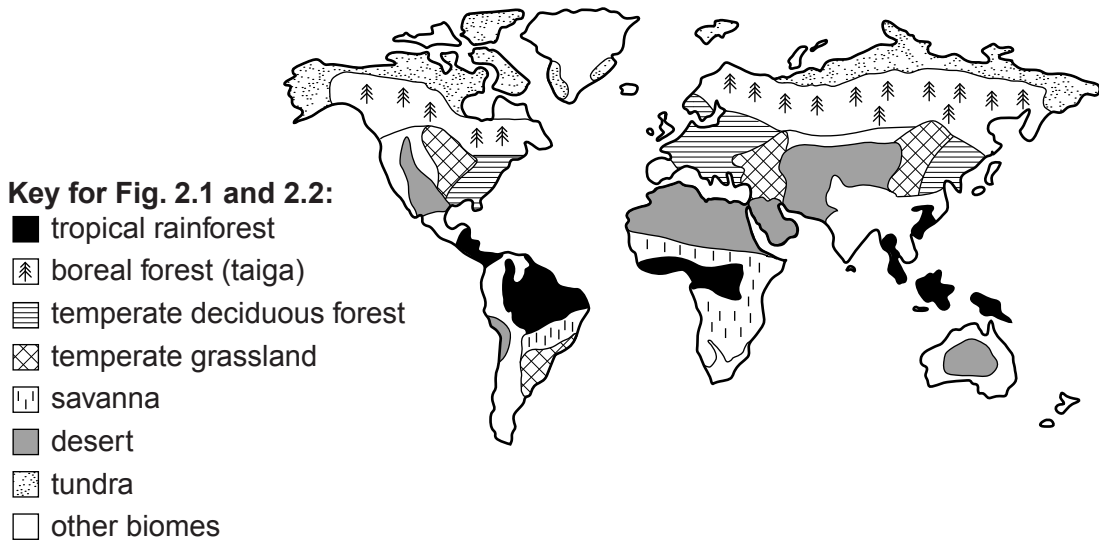 Key for Fig. 2.1 and 2.2:
tropical rainforest
boreal forest (taiga)
temperate deciduous forest
temperate grassland
savanna
desert
tundra
other biomes